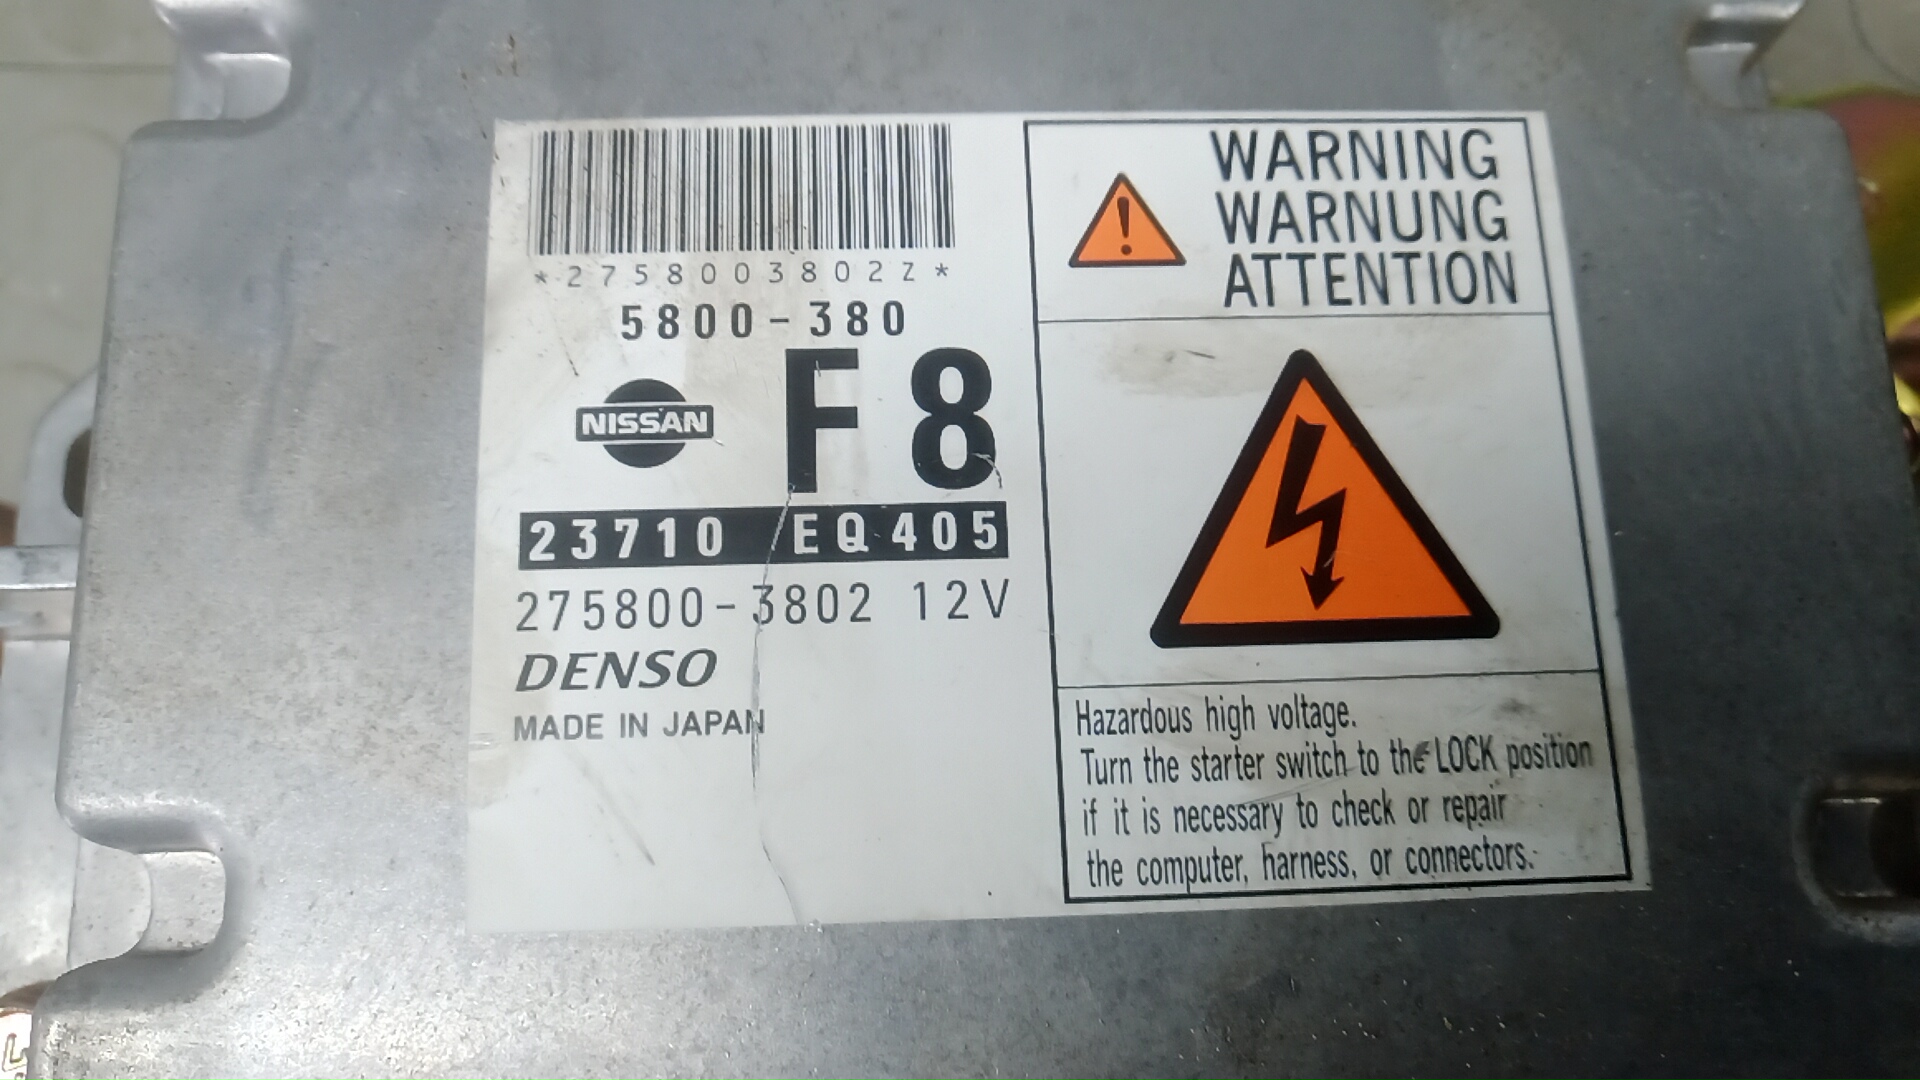 *2758003802Z*
5800-380
NISSAN
F8
23710 EQ405
275800-3802 12V
DENSO
MADE IN JAPAN
WARNING
WARNUNG
ATTENTION
Hazardous high voltage.
Turn the starter switch to the LOCK position
if it is necessary to check or repair
the computer, harness, or connectors.